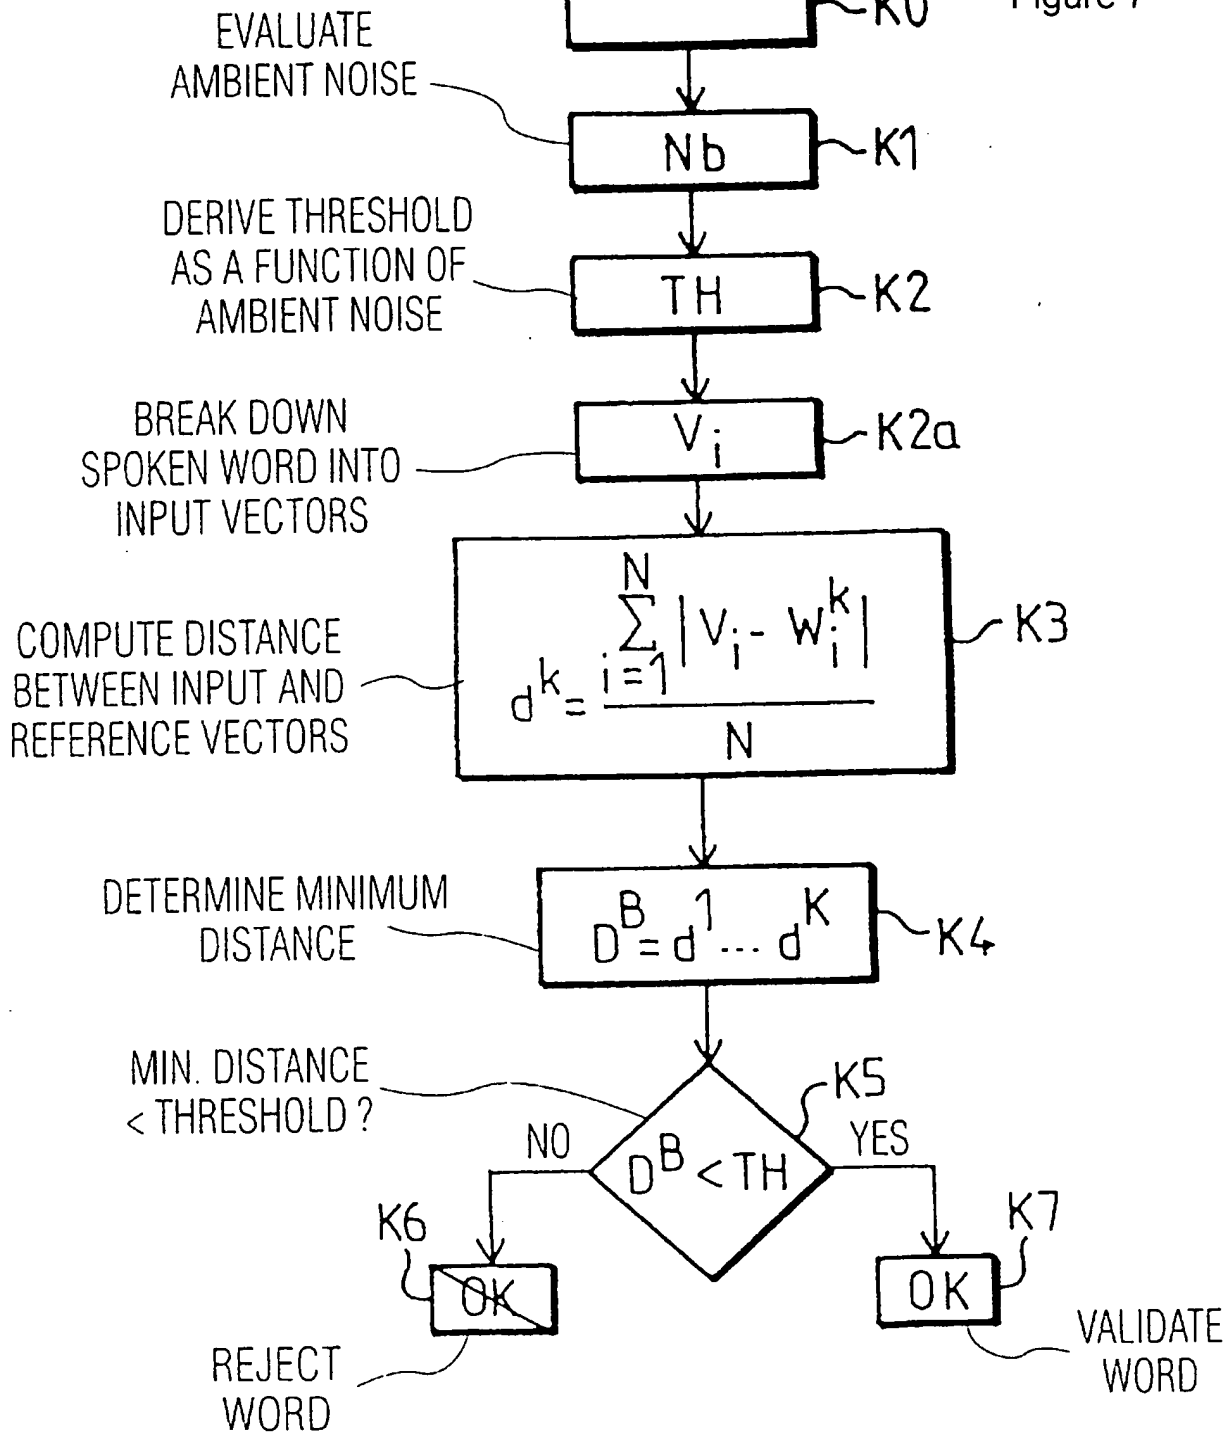 K0
Figure 7
EVALUATE
AMBIENT NOISE
Nb
K1
DERIVE THRESHOLD
AS A FUNCTION OF
AMBIENT NOISE
TH
K2
BREAK DOWN
SPOKEN WORD INTO
INPUT VECTORS
V i
K2a
COMPUTE DISTANCE
BETWEEN INPUT AND
REFERENCE VECTORS
d^k = \frac{\sum_{i=1}^{N} |V_i - W_i^k|}{N}
K3
DETERMINE MINIMUM
DISTANCE
D^B = d^1 ... d^K
K4
MIN. DISTANCE
< THRESHOLD ?
K5
NO
D^B < TH
YES
K6
OK
REJECT
WORD
K7
OK
VALIDATE
WORD